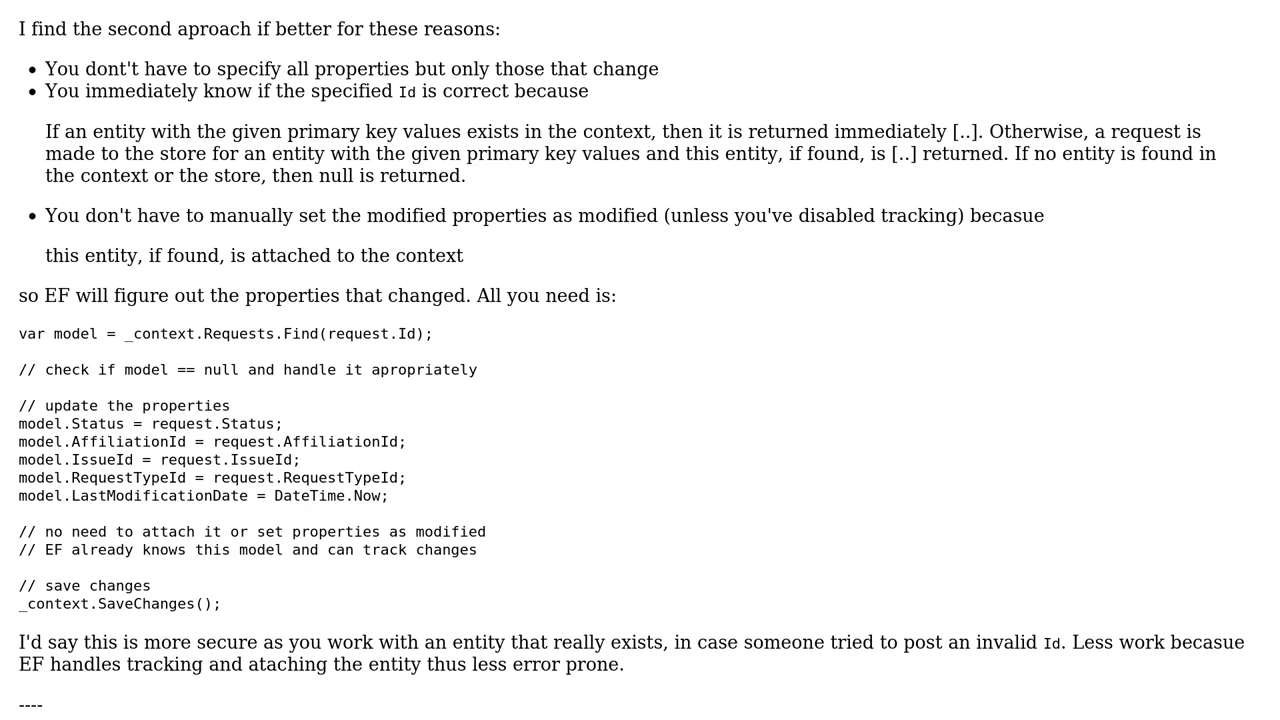 I find the second aproach if better for these reasons:
• You dont't have to specify all properties but only those that change
• You immediately know if the specified Id is correct because
If an entity with the given primary key values exists in the context, then it is returned immediately [..]. Otherwise, a request is
made to the store for an entity with the given primary key values and this entity, if found, is [..] returned. If no entity is found in
the context or the store, then null is returned.
• You don't have to manually set the modified properties as modified (unless you've disabled tracking) becasue
this entity, if found, is attached to the context
so EF will figure out the properties that changed. All you need is:
var model = _context.Requests.Find(request.Id);
// check if model == null and handle it apropriately
// update the properties
model.Status = request.Status;
model.AffiliationId = request.AffiliationId;
model.IssueId = request.IssueId;
model.RequestTypeId = request.RequestTypeId;
model.LastModificationDate = DateTime.Now;
// no need to attach it or set properties as modified
// EF already knows this model and can track changes
// save changes
_context.SaveChanges();
I'd say this is more secure as you work with an entity that really exists, in case someone tried to post an invalid Id. Less work becasue
EF handles tracking and ataching the entity thus less error prone.
----